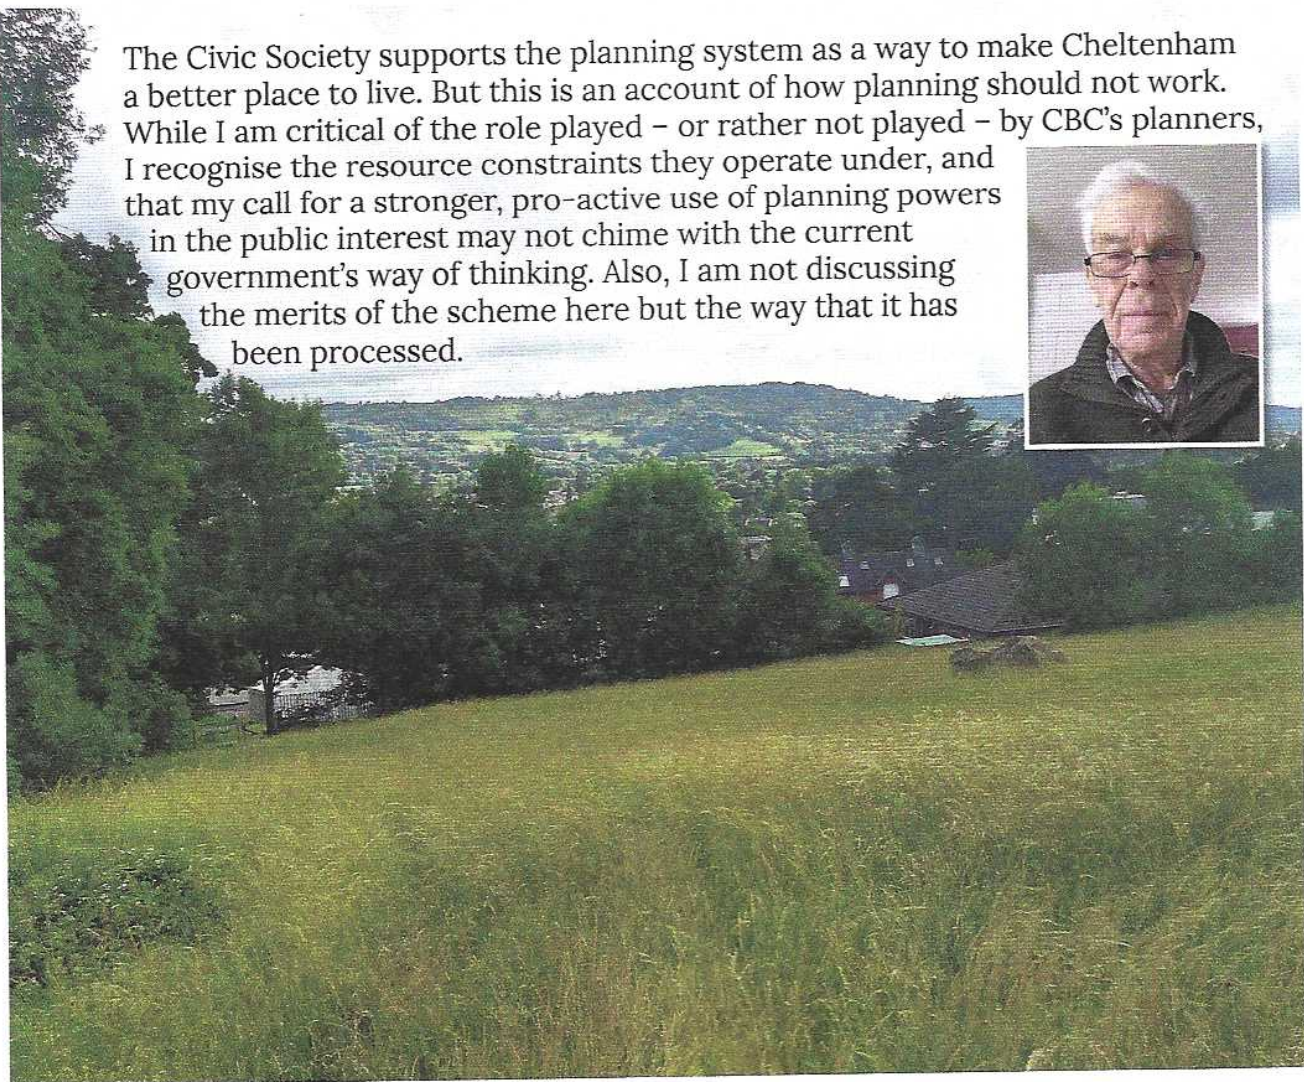 The Civic Society supports the planning system as a way to make Cheltenham
a better place to live. But this is an account of how planning should not work.
While I am critical of the role played – or rather not played – by CBC's planners,
I recognise the resource constraints they operate under, and
that my call for a stronger, pro-active use of planning powers
in the public interest may not chime with the current
government's way of thinking. Also, I am not discussing
the merits of the scheme here but the way that it has
been processed.